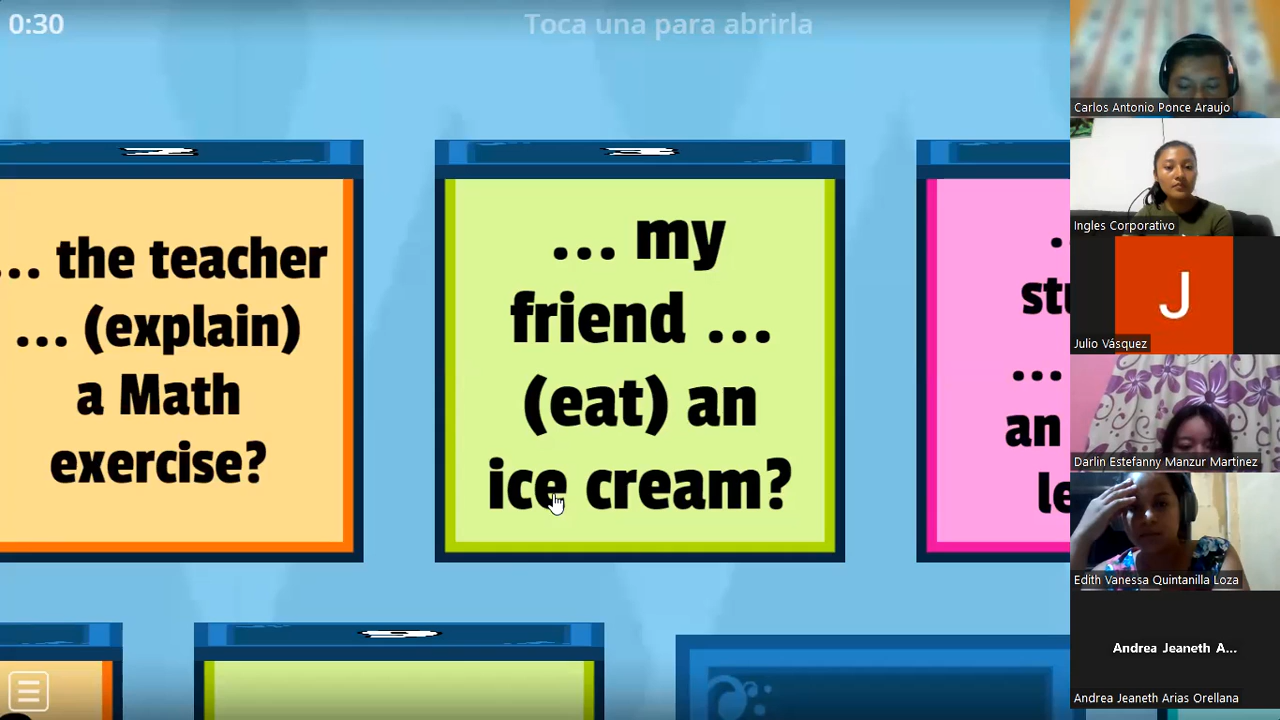 0:30
Toca una para abrirla
... the teacher
... (explain)
a Math
exercise?
... my
friend ...
(eat) an
ice cream?
...
an
Carlos Antonio Ponce Araujo
Ingles Corporativo
J
Julio Vásquez
Darlin Estefanny Manzur Martinez
Edith Vanessa Quintanilla Loza
Andrea Jeaneth A...
Andrea Jeaneth Arias Orellana